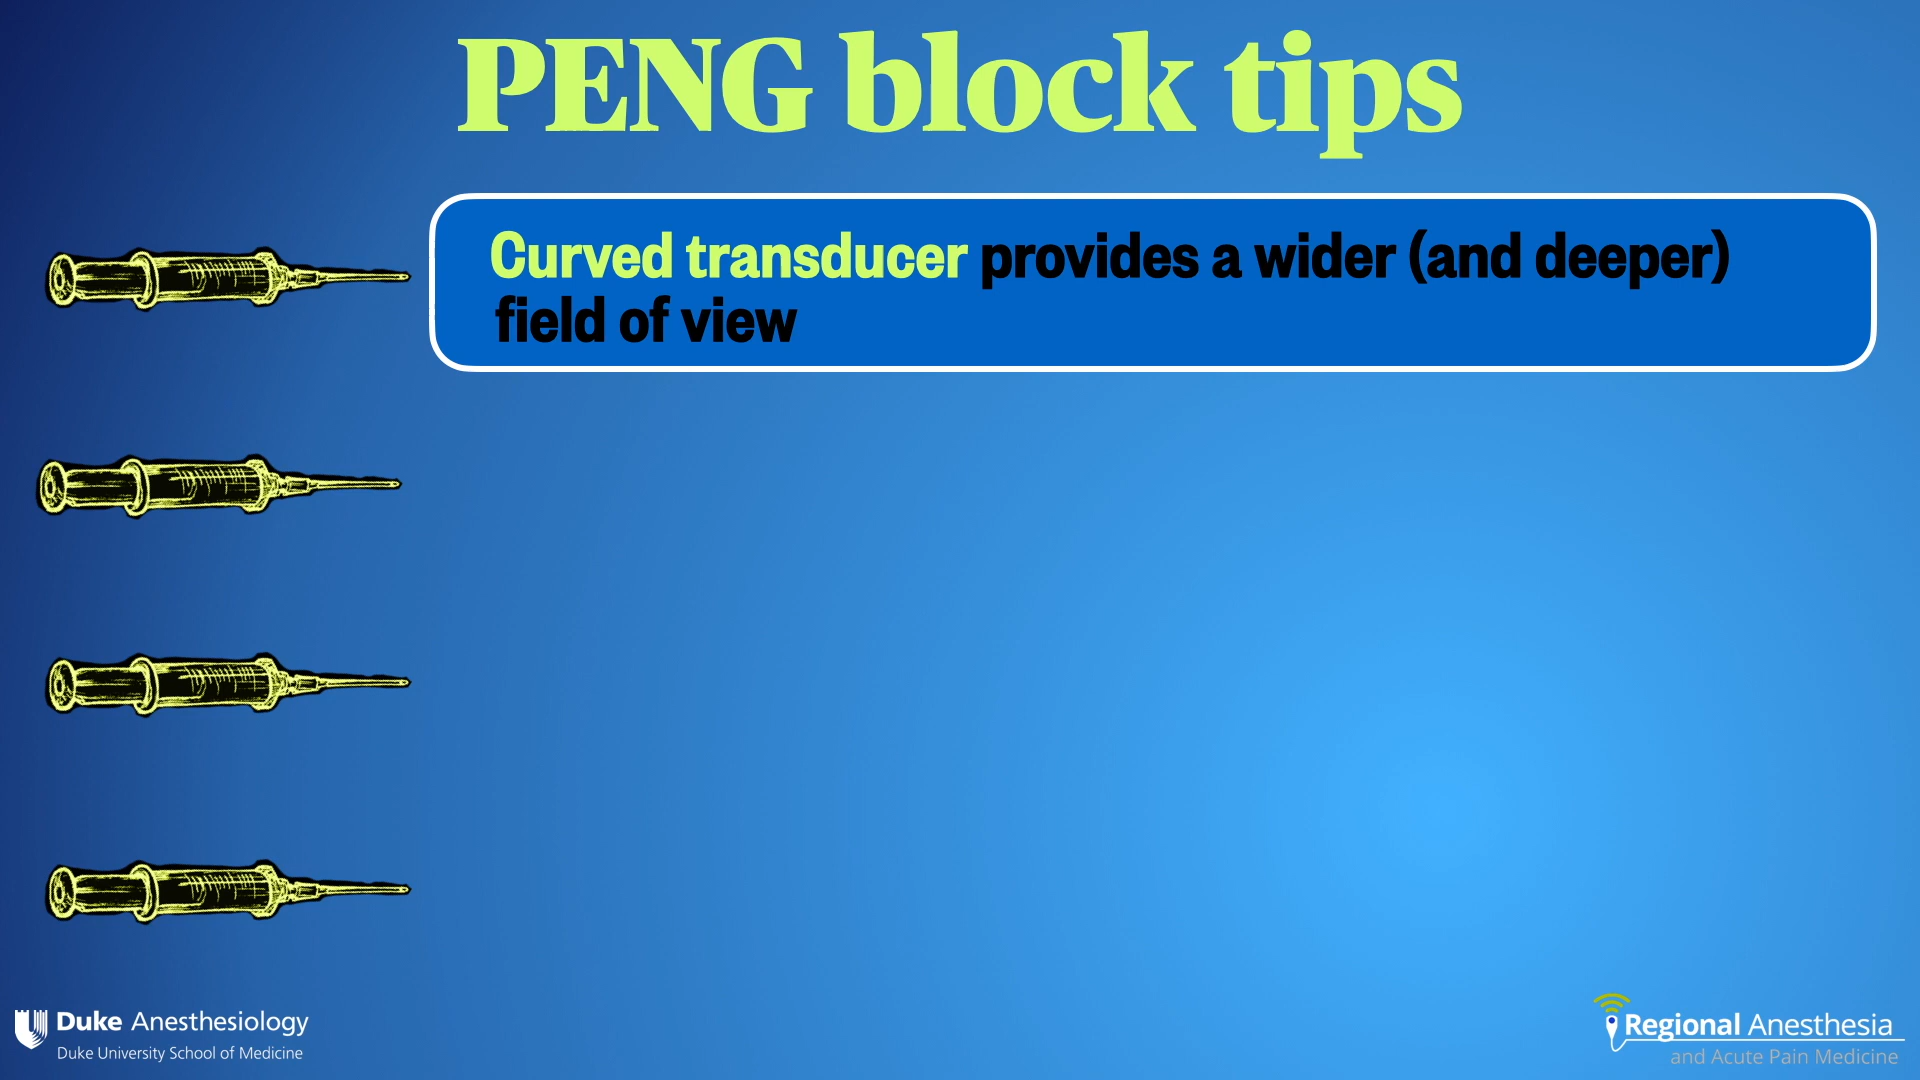 PENG block tips
Curved transducer provides a wider (and deeper)
field of view
Duke Anesthesiology
Duke University School of Medicine
Regional Anesthesia
and Acute Pain Medicine